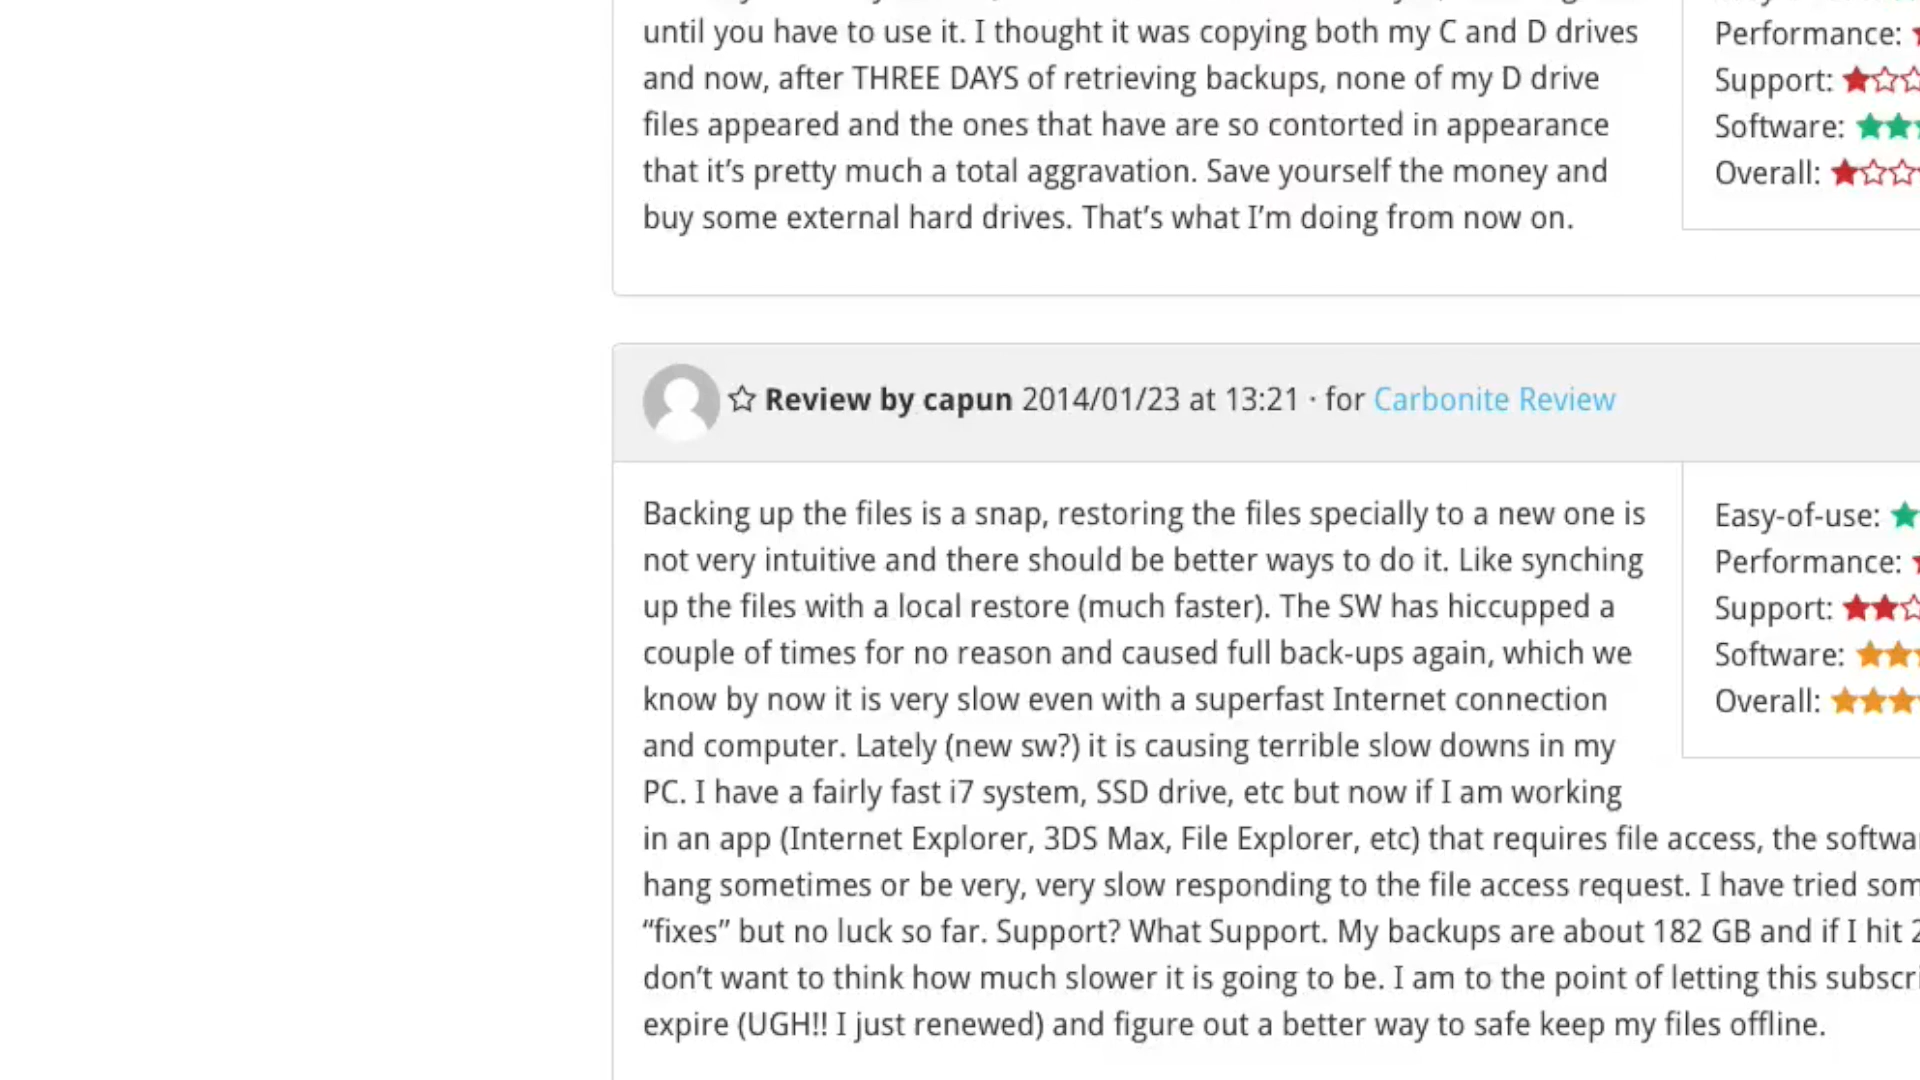 until you have to use it. I thought it was copying both my C and D drives
and now, after THREE DAYS of retrieving backups, none of my D drive
files appeared and the ones that have are so contorted in appearance
that it’s pretty much a total aggravation. Save yourself the money and
buy some external hard drives. That’s what I’m doing from now on.
Performance:
Support:
Software:
Overall:
Review by capun 2014/01/23 at 13:21 · for Carbonite Review
Backing up the files is a snap, restoring the files specially to a new one is
not very intuitive and there should be better ways to do it. Like synching
up the files with a local restore (much faster). The SW has hiccupped a
couple of times for no reason and caused full back-ups again, which we
know by now it is very slow even with a superfast Internet connection
and computer. Lately (new sw?) it is causing terrible slow downs in my
PC. I have a fairly fast i7 system, SSD drive, etc but now if I am working
in an app (Internet Explorer, 3DS Max, File Explorer, etc) that requires file access, the
hang sometimes or be very, very slow responding to the file access request. I have tried
“fixes” but no luck so far. Support? What Support. My backups are about 182 GB and if I hit
don’t want to think how much slower it is going to be. I am to the point of letting this
expire (UGH!! I just renewed) and figure out a better way to safe keep my files offline.
Easy-of-use:
Performance:
Support:
Software:
Overall: